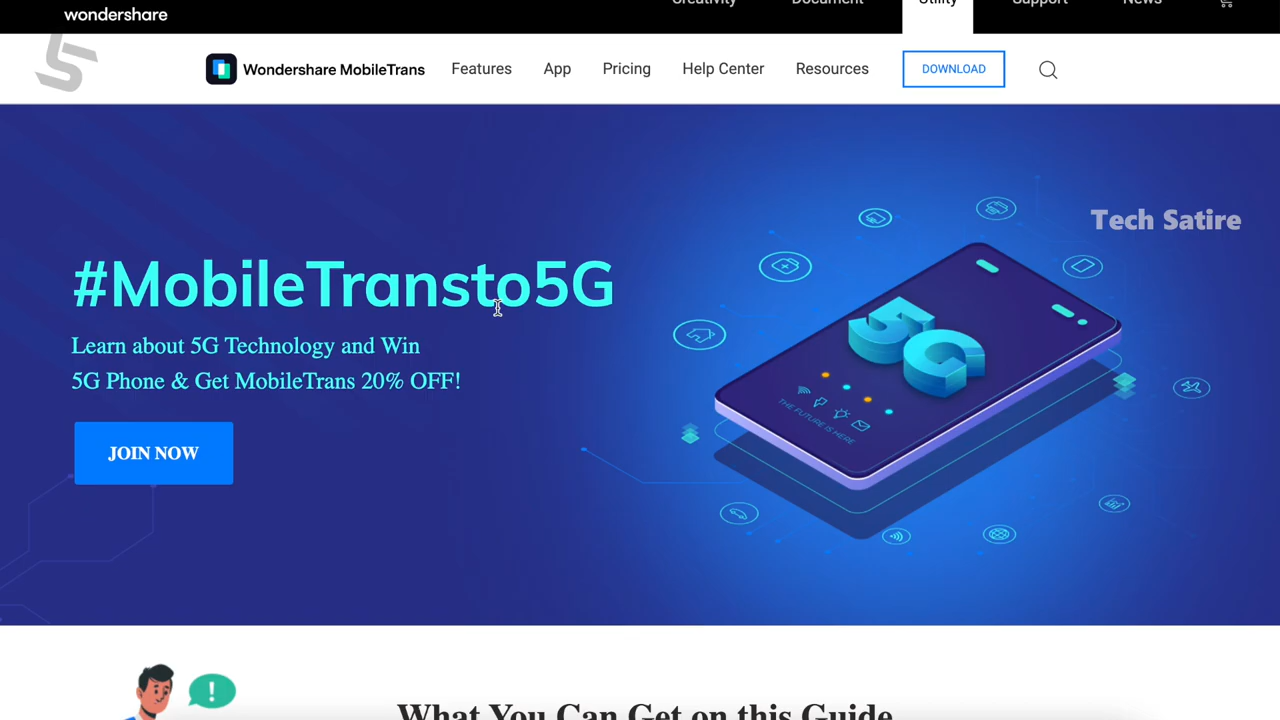 wondershare
Creativity Document Utility Support News
Wondershare MobileTrans Features App Pricing Help Center Resources DOWNLOAD
Tech Satire
#MobileTransto5G
Learn about 5G Technology and Win
5G Phone & Get MobileTrans 20% OFF!
JOIN NOW
5G
THE FUTURE IS HERE
What You Can Get on this Guide